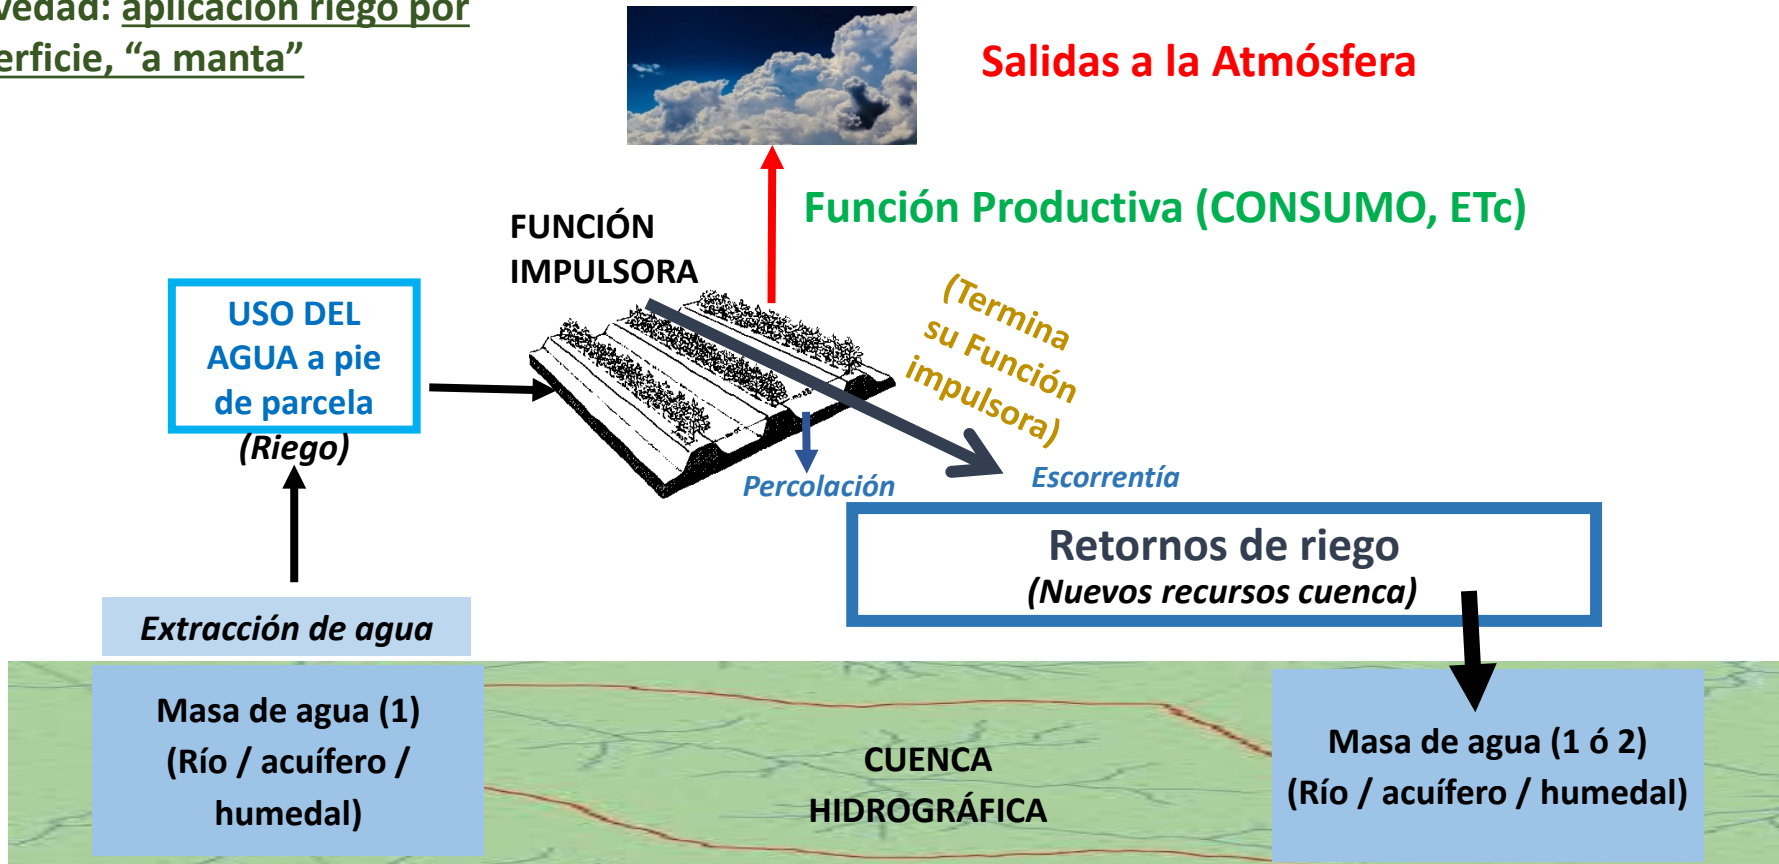 aplicación riego por
"a manta"
Salidas a la Atmósfera
Función Productiva (CONSUMO, ETc)
FUNCIÓN
IMPULSORA
(Termina
su Función
impulsora)
USO DEL
AGUA a pie
de parcela
(Riego)
Percolación
Escorrentía
Retornos de riego
(Nuevos recursos cuenca)
Extracción de agua
Masa de agua (1)
(Río / acuífero /
humedal)
CUENCA
HIDROGRÁFICA
Masa de agua (1 ó 2)
(Río / acuífero / humedal)